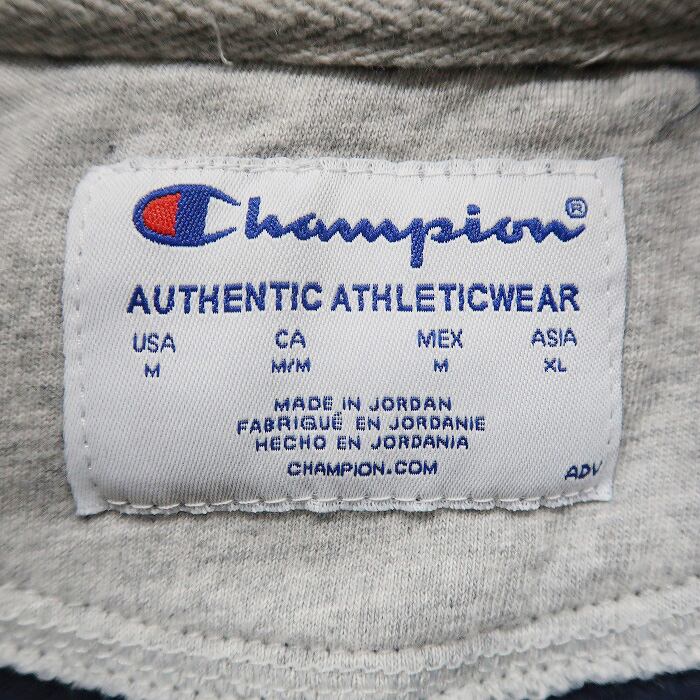 Champion®
AUTHENTIC ATHLETICWEAR
USA CA MEX ASIA
M M/M M XL
MADE IN JORDAN
FABRIQUÉ EN JORDANIE
HECHO EN JORDANIA
CHAMPION.COM
ADV